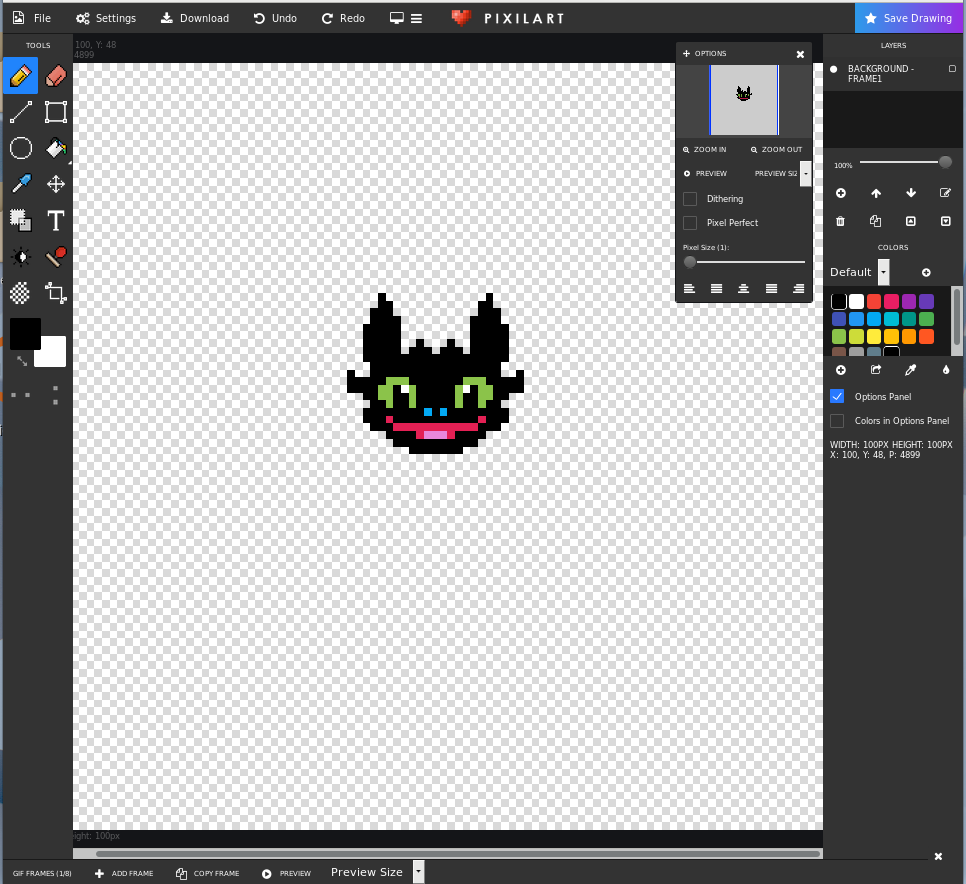 File Settings Download Undo Redo PIXILART Save Drawing
TOOLS
100, Y: 48
4899
OPTIONS
ZOOM IN ZOOM OUT
PREVIEW PREVIEW SIZ
Dithering
Pixel Perfect
Pixel Size (1):
LAYERS
BACKGROUND -
FRAME1
100%
COLORS
Default
Options Panel
Colors in Options Panel
WIDTH: 100PX HEIGHT: 100PX
X: 100, Y: 48, P: 4899
ight: 100px
GIF FRAMES (1/8) ADD FRAME COPY FRAME PREVIEW Preview Size